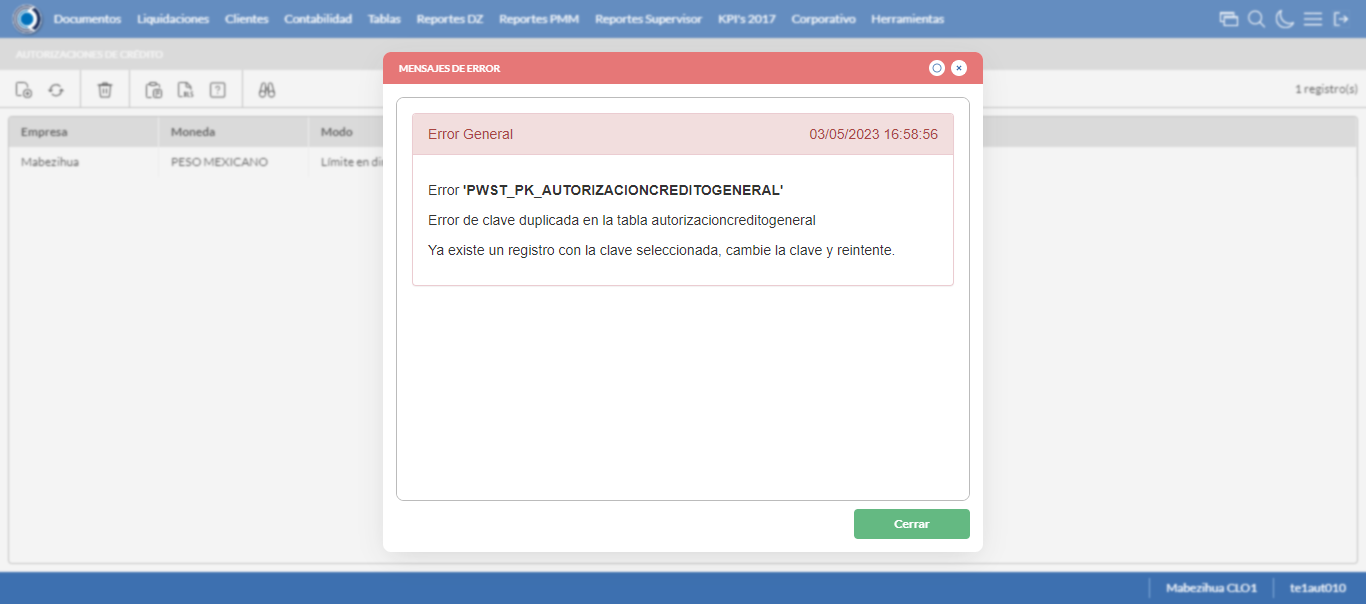 Documentos Liquidaciones Clientes Contabilidad Tablas Reportes DZ Reportes PMM Reportes Supervisor KPI's 2017 Corporativo Herramientas
AUTORIZACIONES DE CRÉDITO
1 registro(s)
Empresa Moneda Modo
Mabezihua PESO MEXICANO Límite en di
MENSAJES DE ERROR
Error General 03/05/2023 16:58:56
Error 'PWST_PK_AUTORIZACIONCREDITOGENERAL'
Error de clave duplicada en la tabla autorizacioncreditogeneral
Ya existe un registro con la clave seleccionada, cambie la clave y reintente.
Cerrar
Mabezihua CLO1 te1aut010